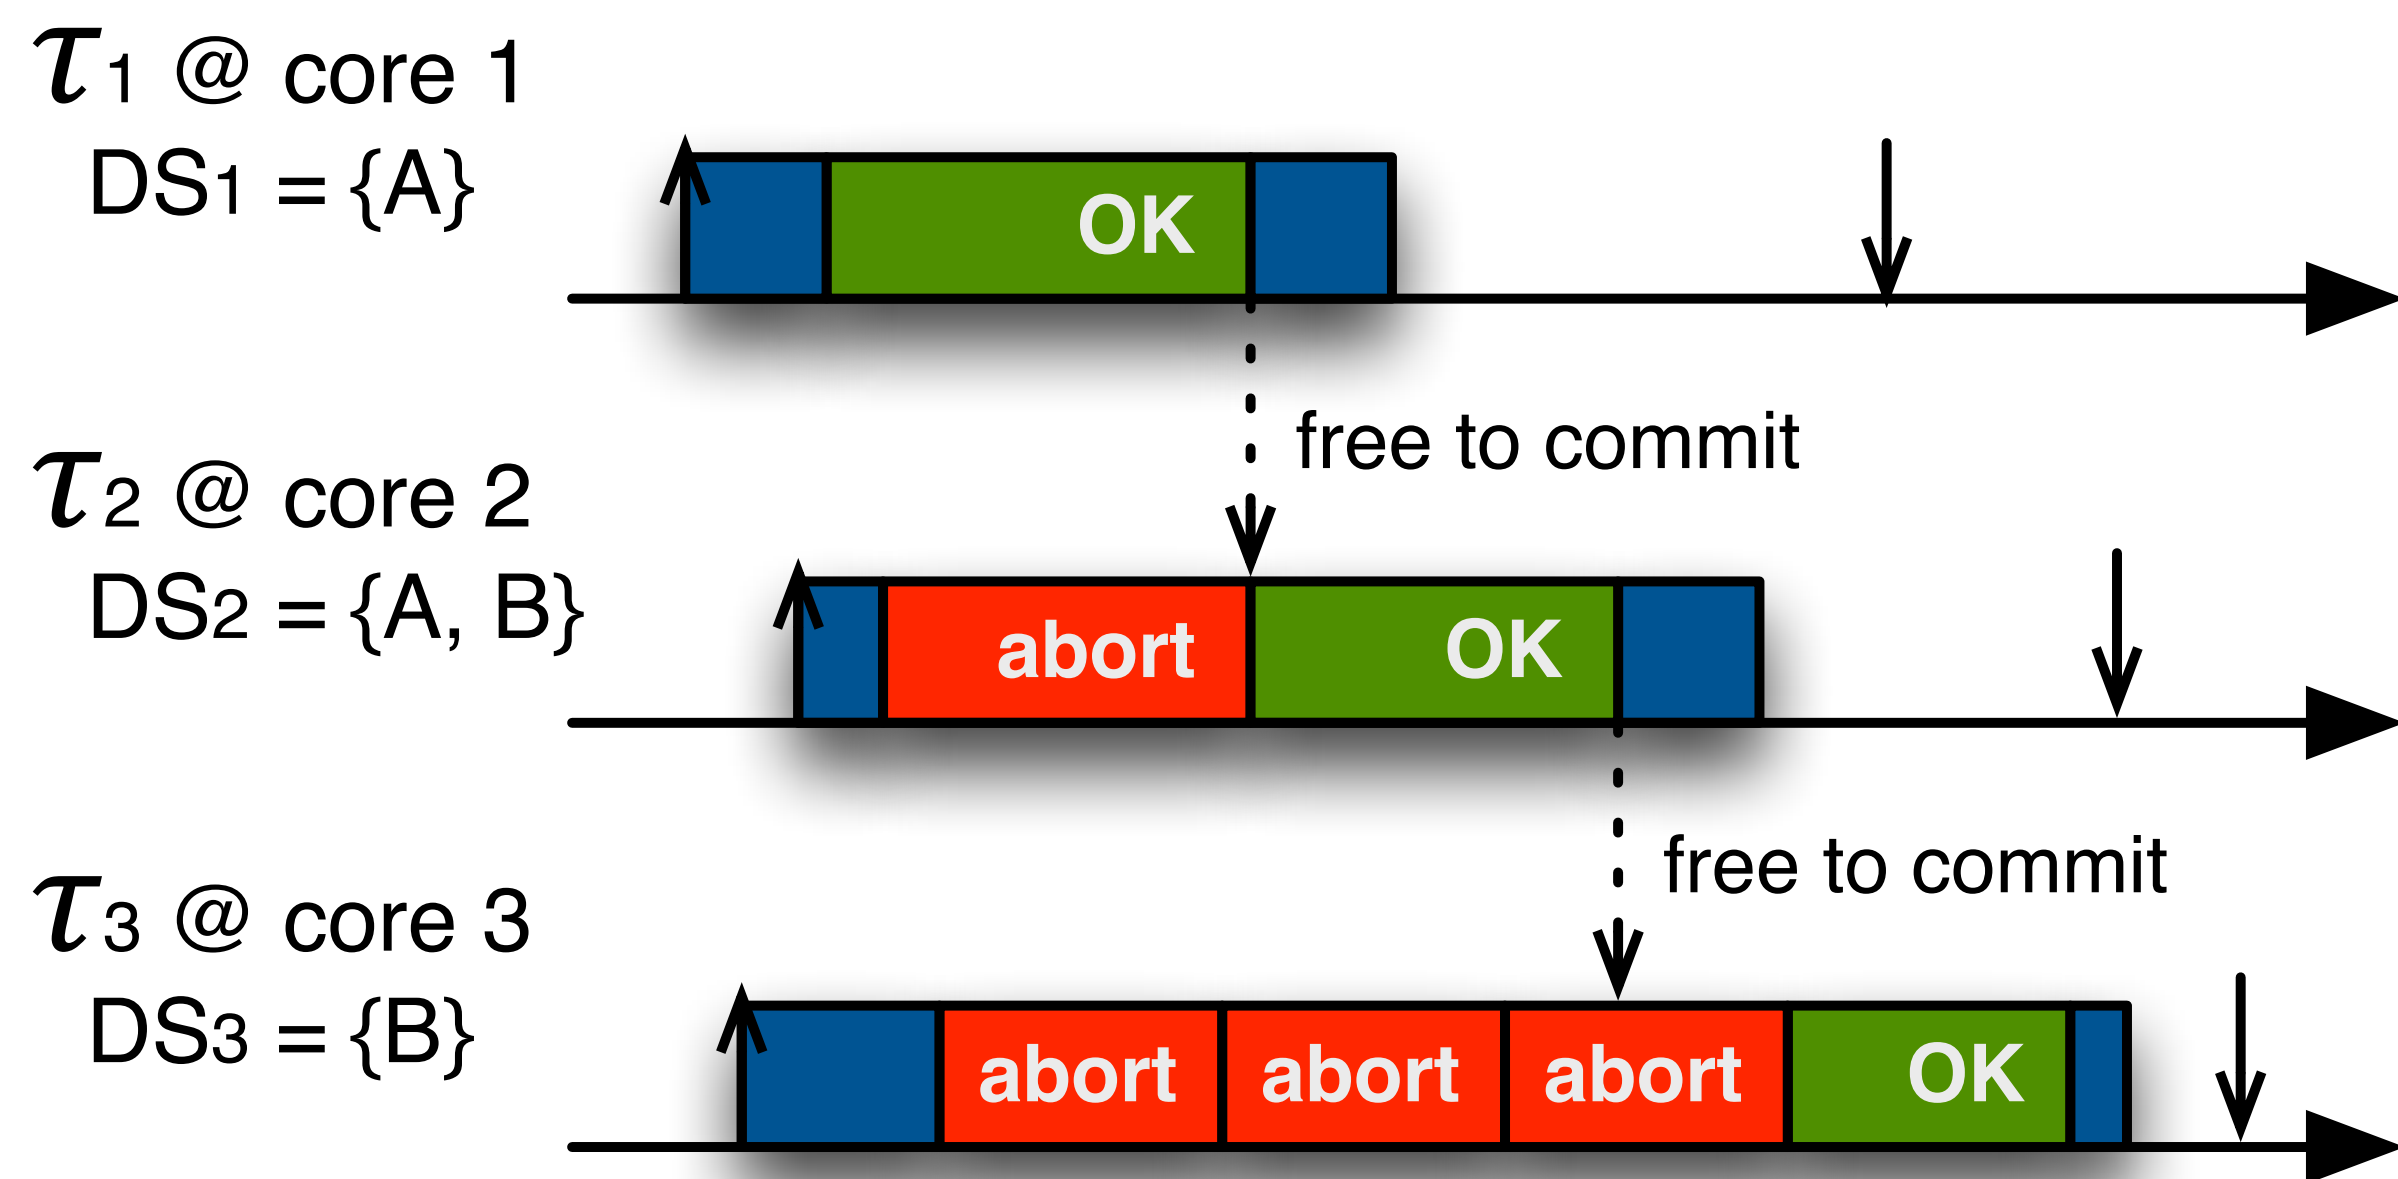 τ1 @ core 1
DS1 = {A}
OK
free to commit
τ2 @ core 2
DS2 = {A, B}
abort OK
free to commit
τ3 @ core 3
DS3 = {B}
abort abort abort OK